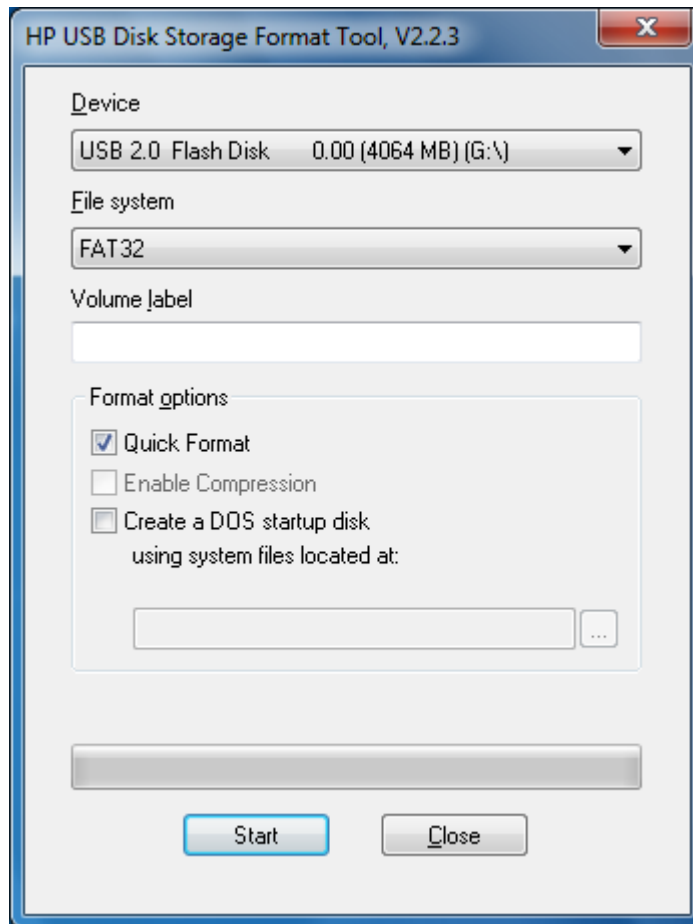 HP USB Disk Storage Format Tool, V2.2.3
Device
USB 2.0 Flash Disk 0.00 (4064 MB) (G:\)
File system
FAT32
Volume label
Format options
Quick Format
Enable Compression
Create a DOS startup disk
using system files located at:
...
Start
Close